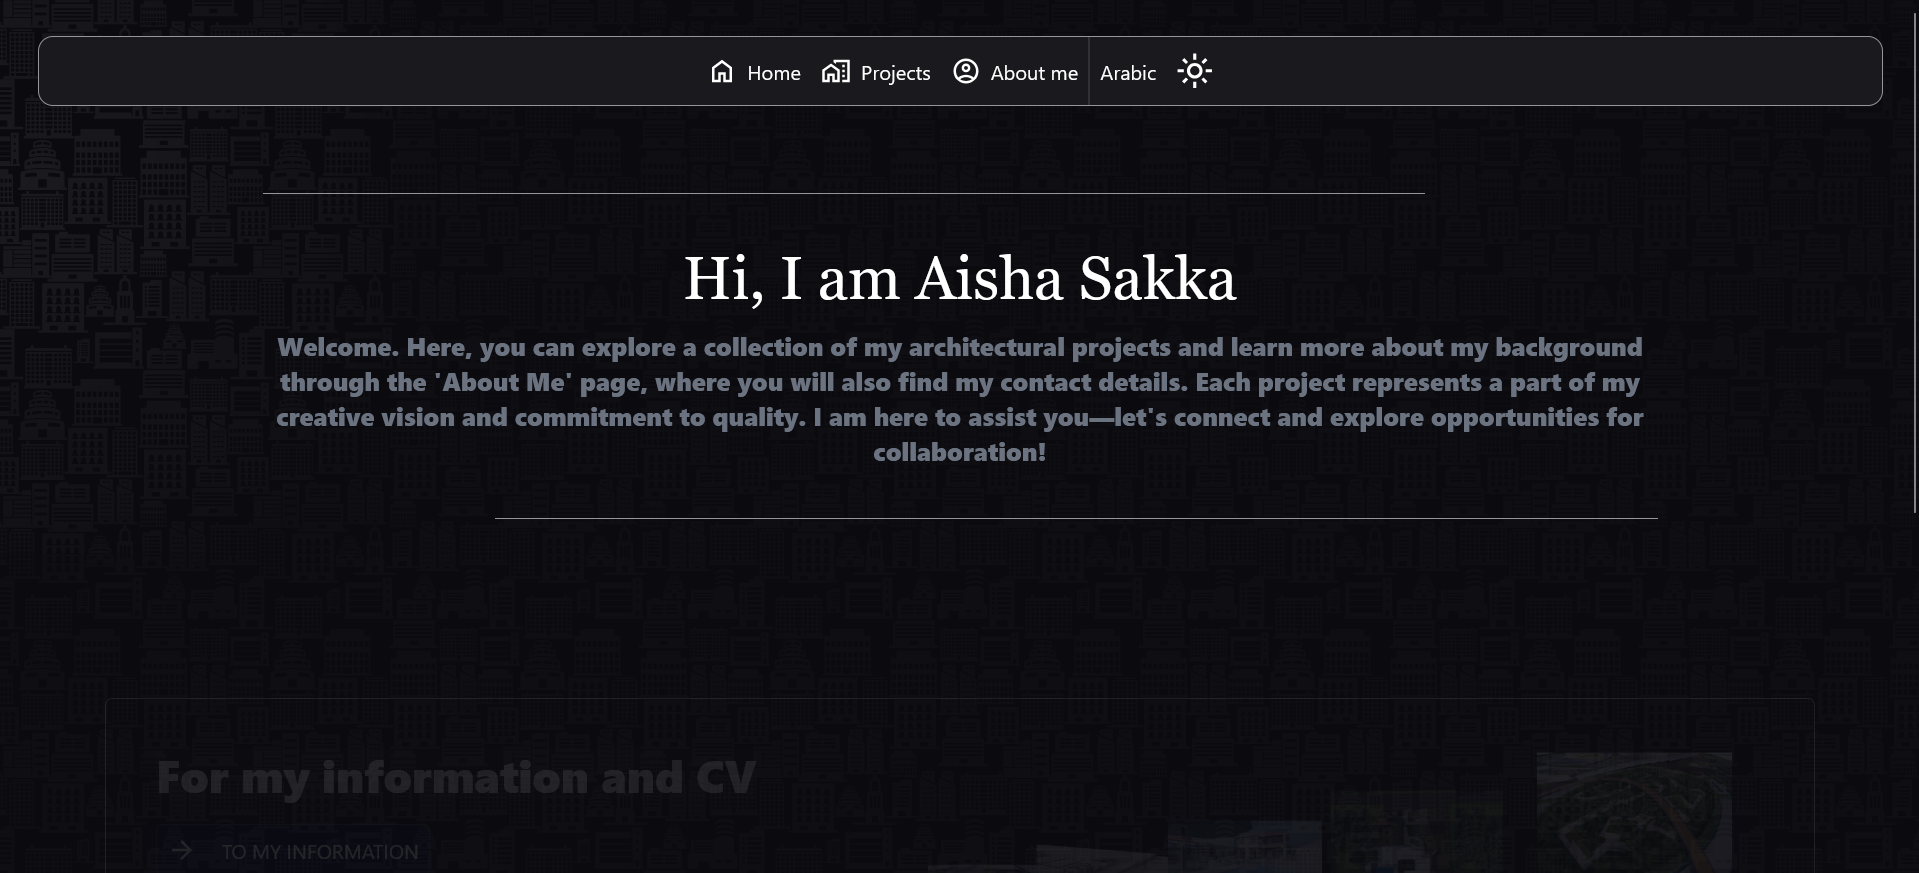 Home
Projects
About me
Arabic
Hi, I am Aisha Sakka
Welcome. Here, you can explore a collection of my architectural projects and learn more about my background
through the 'About Me' page, where you will also find my contact details. Each project represents a part of my
creative vision and commitment to quality. I am here to assist you—let's connect and explore opportunities for
collaboration!
For my information and CV
TO MY INFORMATION